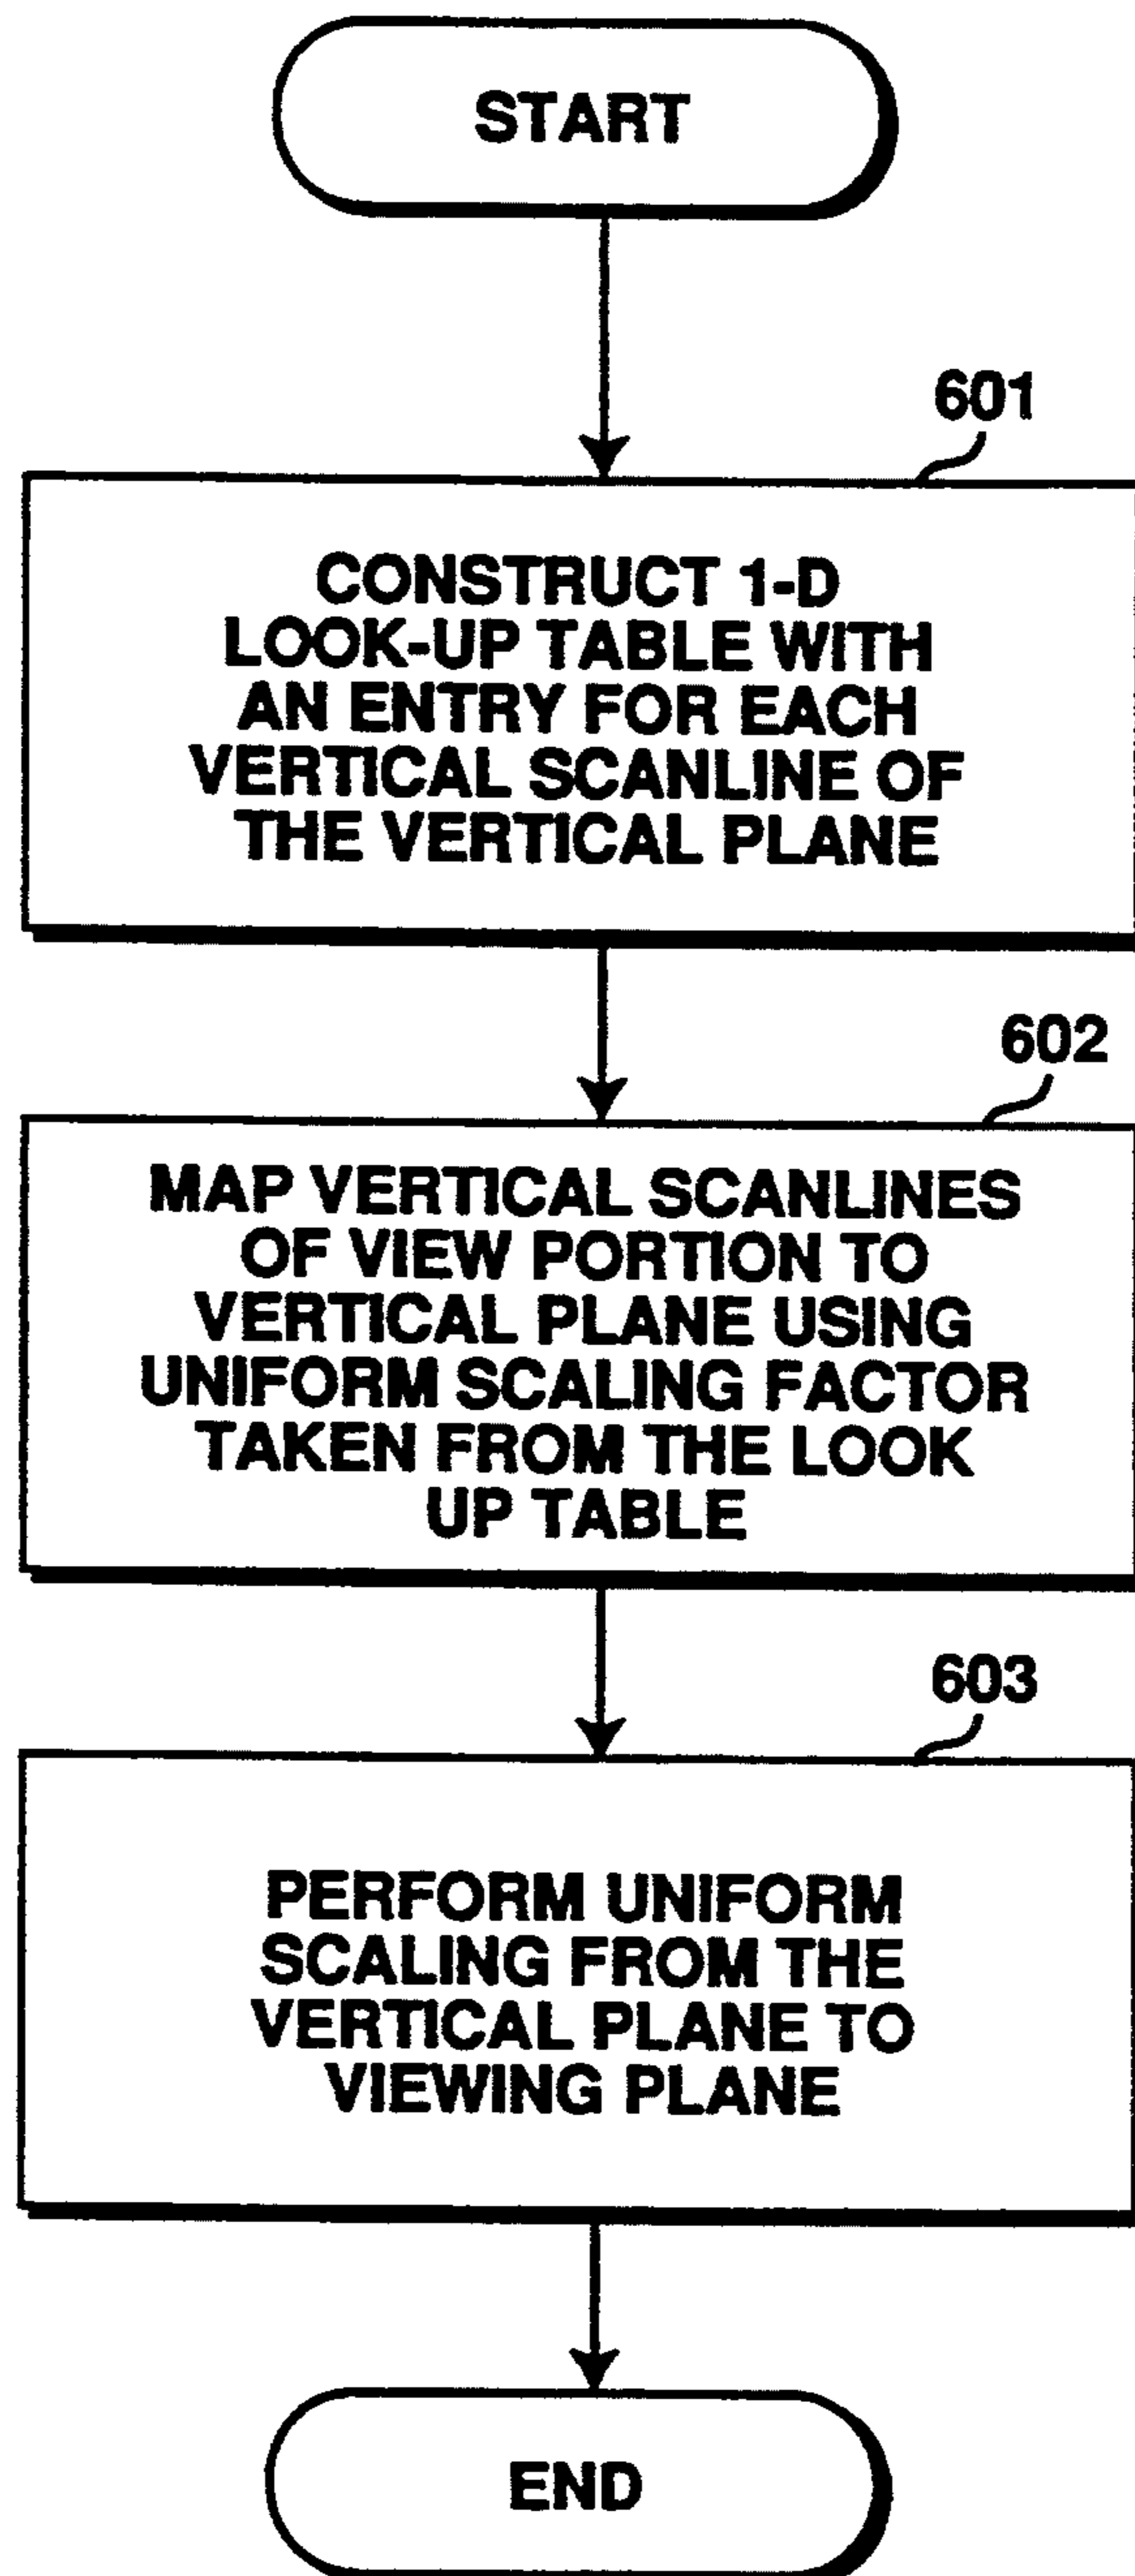 START
601
CONSTRUCT 1-D
LOOK-UP TABLE WITH
AN ENTRY FOR EACH
VERTICAL SCANLINE OF
THE VERTICAL PLANE
602
MAP VERTICAL SCANLINES
OF VIEW PORTION TO
VERTICAL PLANE USING
UNIFORM SCALING FACTOR
TAKEN FROM THE LOOK
UP TABLE
603
PERFORM UNIFORM
SCALING FROM THE
VERTICAL PLANE TO
VIEWING PLANE
END